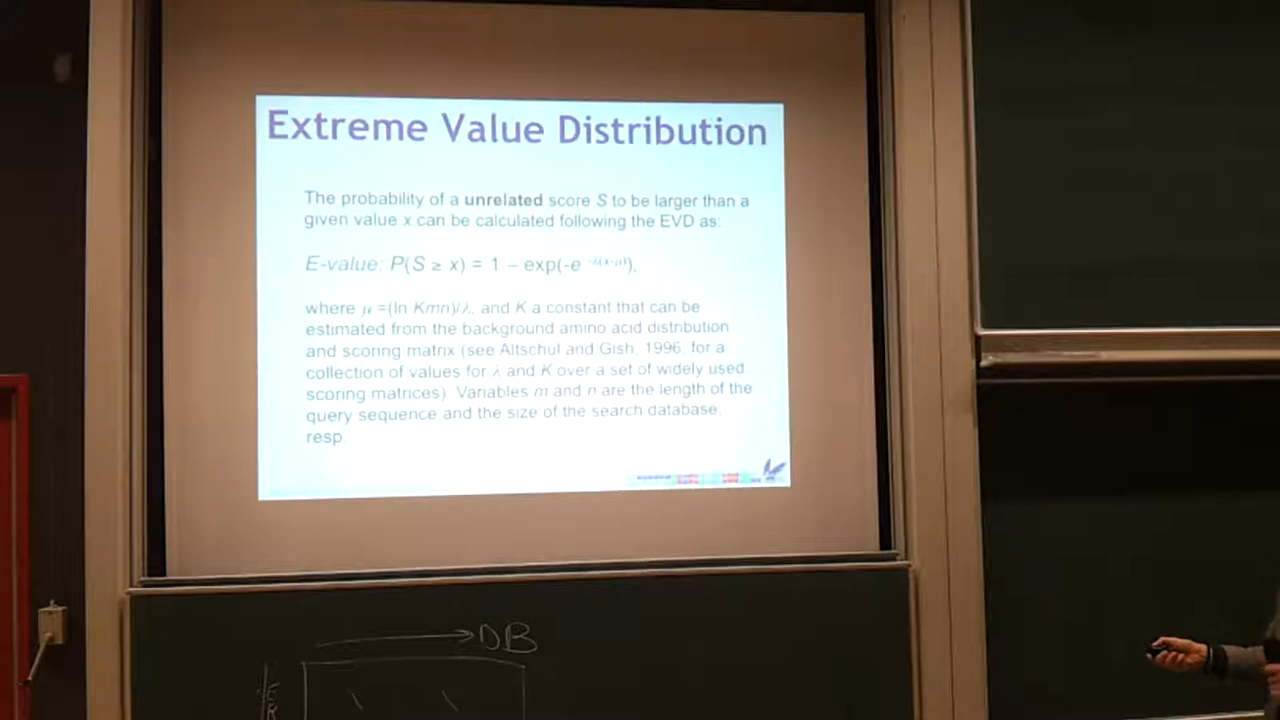 Extreme Value Distribution
The probability of a unrelated score S to be larger than a
given value x can be calculated following the EVD as:
E-value: P(S ≥ x) = 1 – exp(-e -λ(x-μ)),
where μ =(ln Kmn)/λ, and K a constant that can be
estimated from the background amino acid distribution
and scoring matrix (see Altschul and Gish, 1996, for a
collection of values for λ and K over a set of widely used
scoring matrices). Variables m and n are the length of the
query sequence and the size of the search database,
resp.
DB